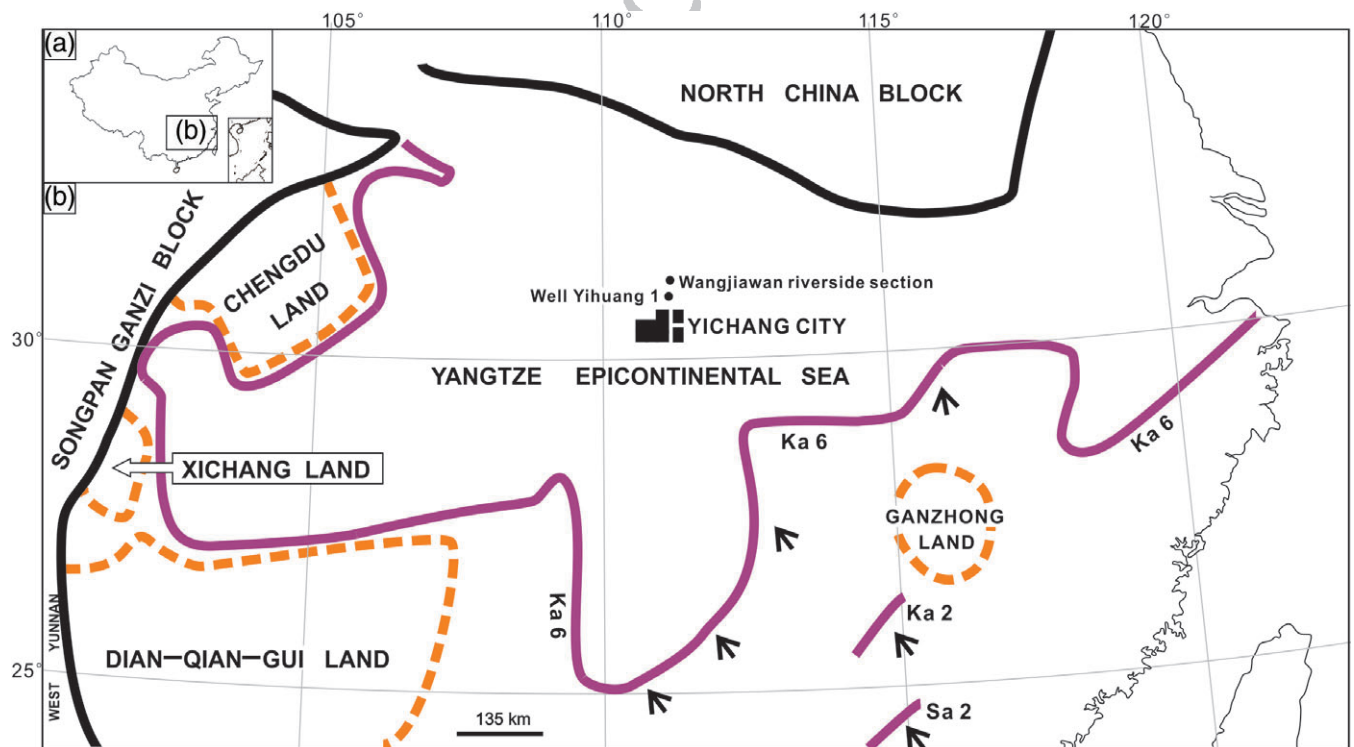 105°
110°
115°
120°
(a)
(b)
(b)
NORTH CHINA BLOCK
SONGPAN GANZI BLOCK
CHENGDU
LAND
Wangjiawan riverside section
Well Yihuang 1
YICHANG CITY
30°
YANGTZE EPICONTINENTAL SEA
Ka 6
Ka 6
XICHANG LAND
GANZHONG
LAND
Ka 6
Ka 2
WEST YUNNAN
DIAN—QIAN—GUI LAND
25°
Sa 2
135 km